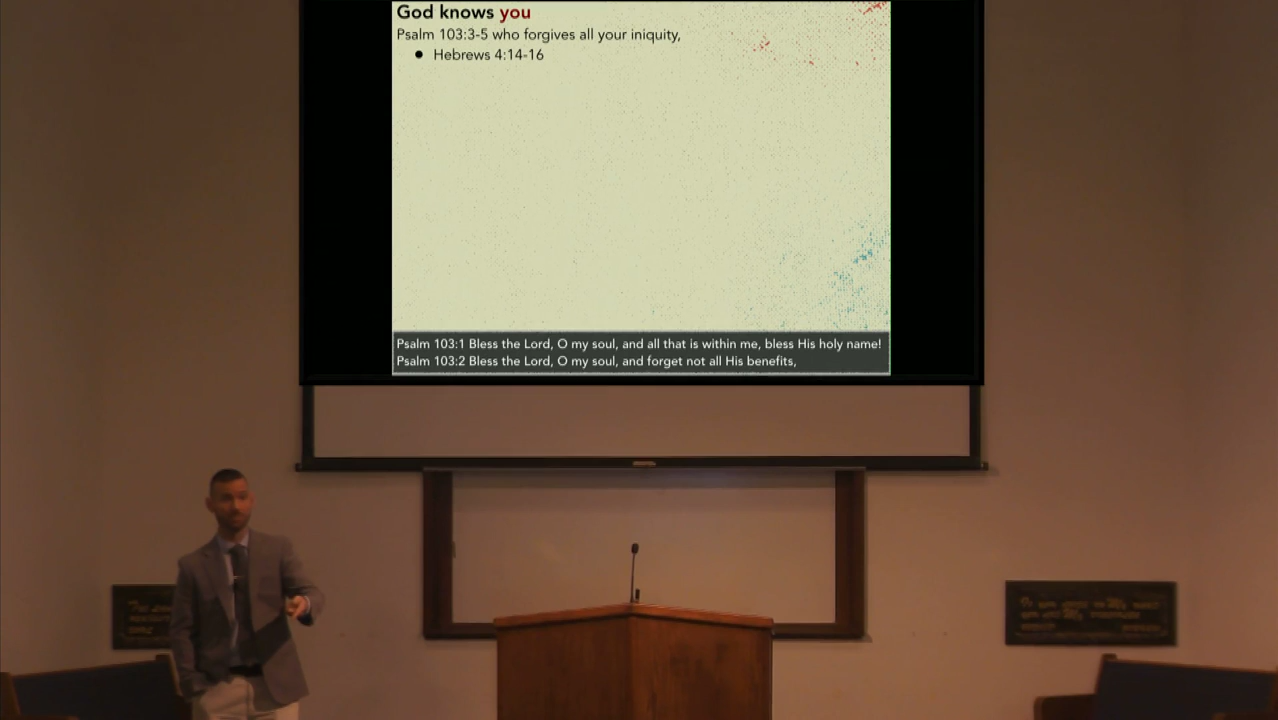 God knows you
Psalm 103:3-5 who forgives all your iniquity,
● Hebrews 4:14-16
Psalm 103:1 Bless the Lord, O my soul, and all that is within me, bless His holy name!
Psalm 103:2 Bless the Lord, O my soul, and forget not all His benefits,